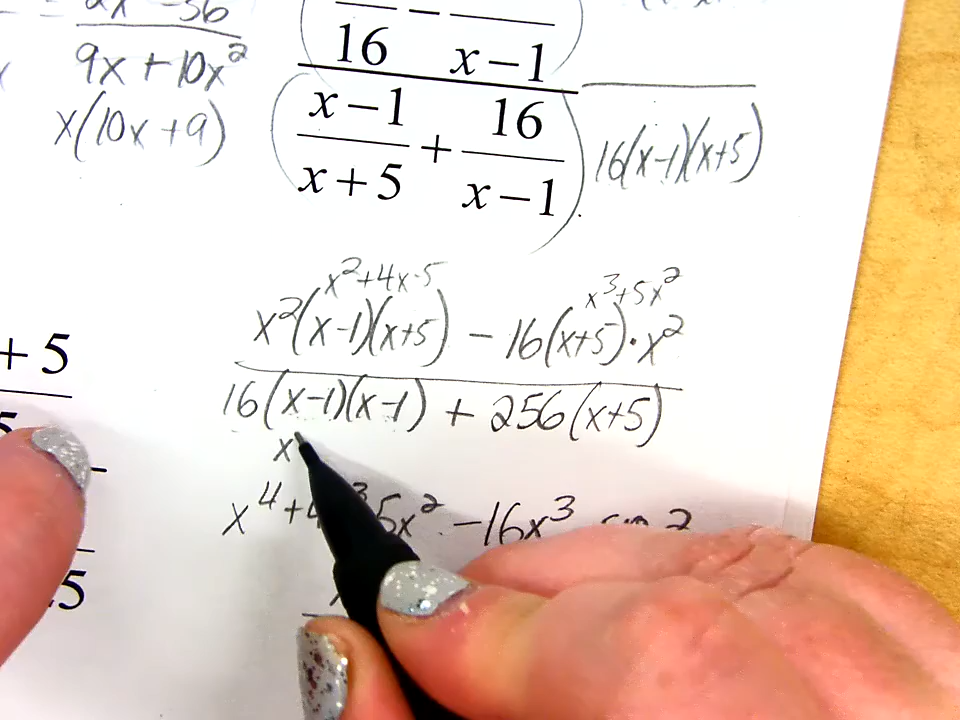 9x + 10x²
x(10x + 9)
16 x − 1
x − 1 16
+
x + 5 x − 1
16(x-1)(x+5)
x²+4x-5 x³+5x²
x²(x-1)(x+5) − 16(x+5)·x²
16(x-1)(x-1) + 256(x+5)
x
+ 5
x⁴+ 5x² −16x³
5